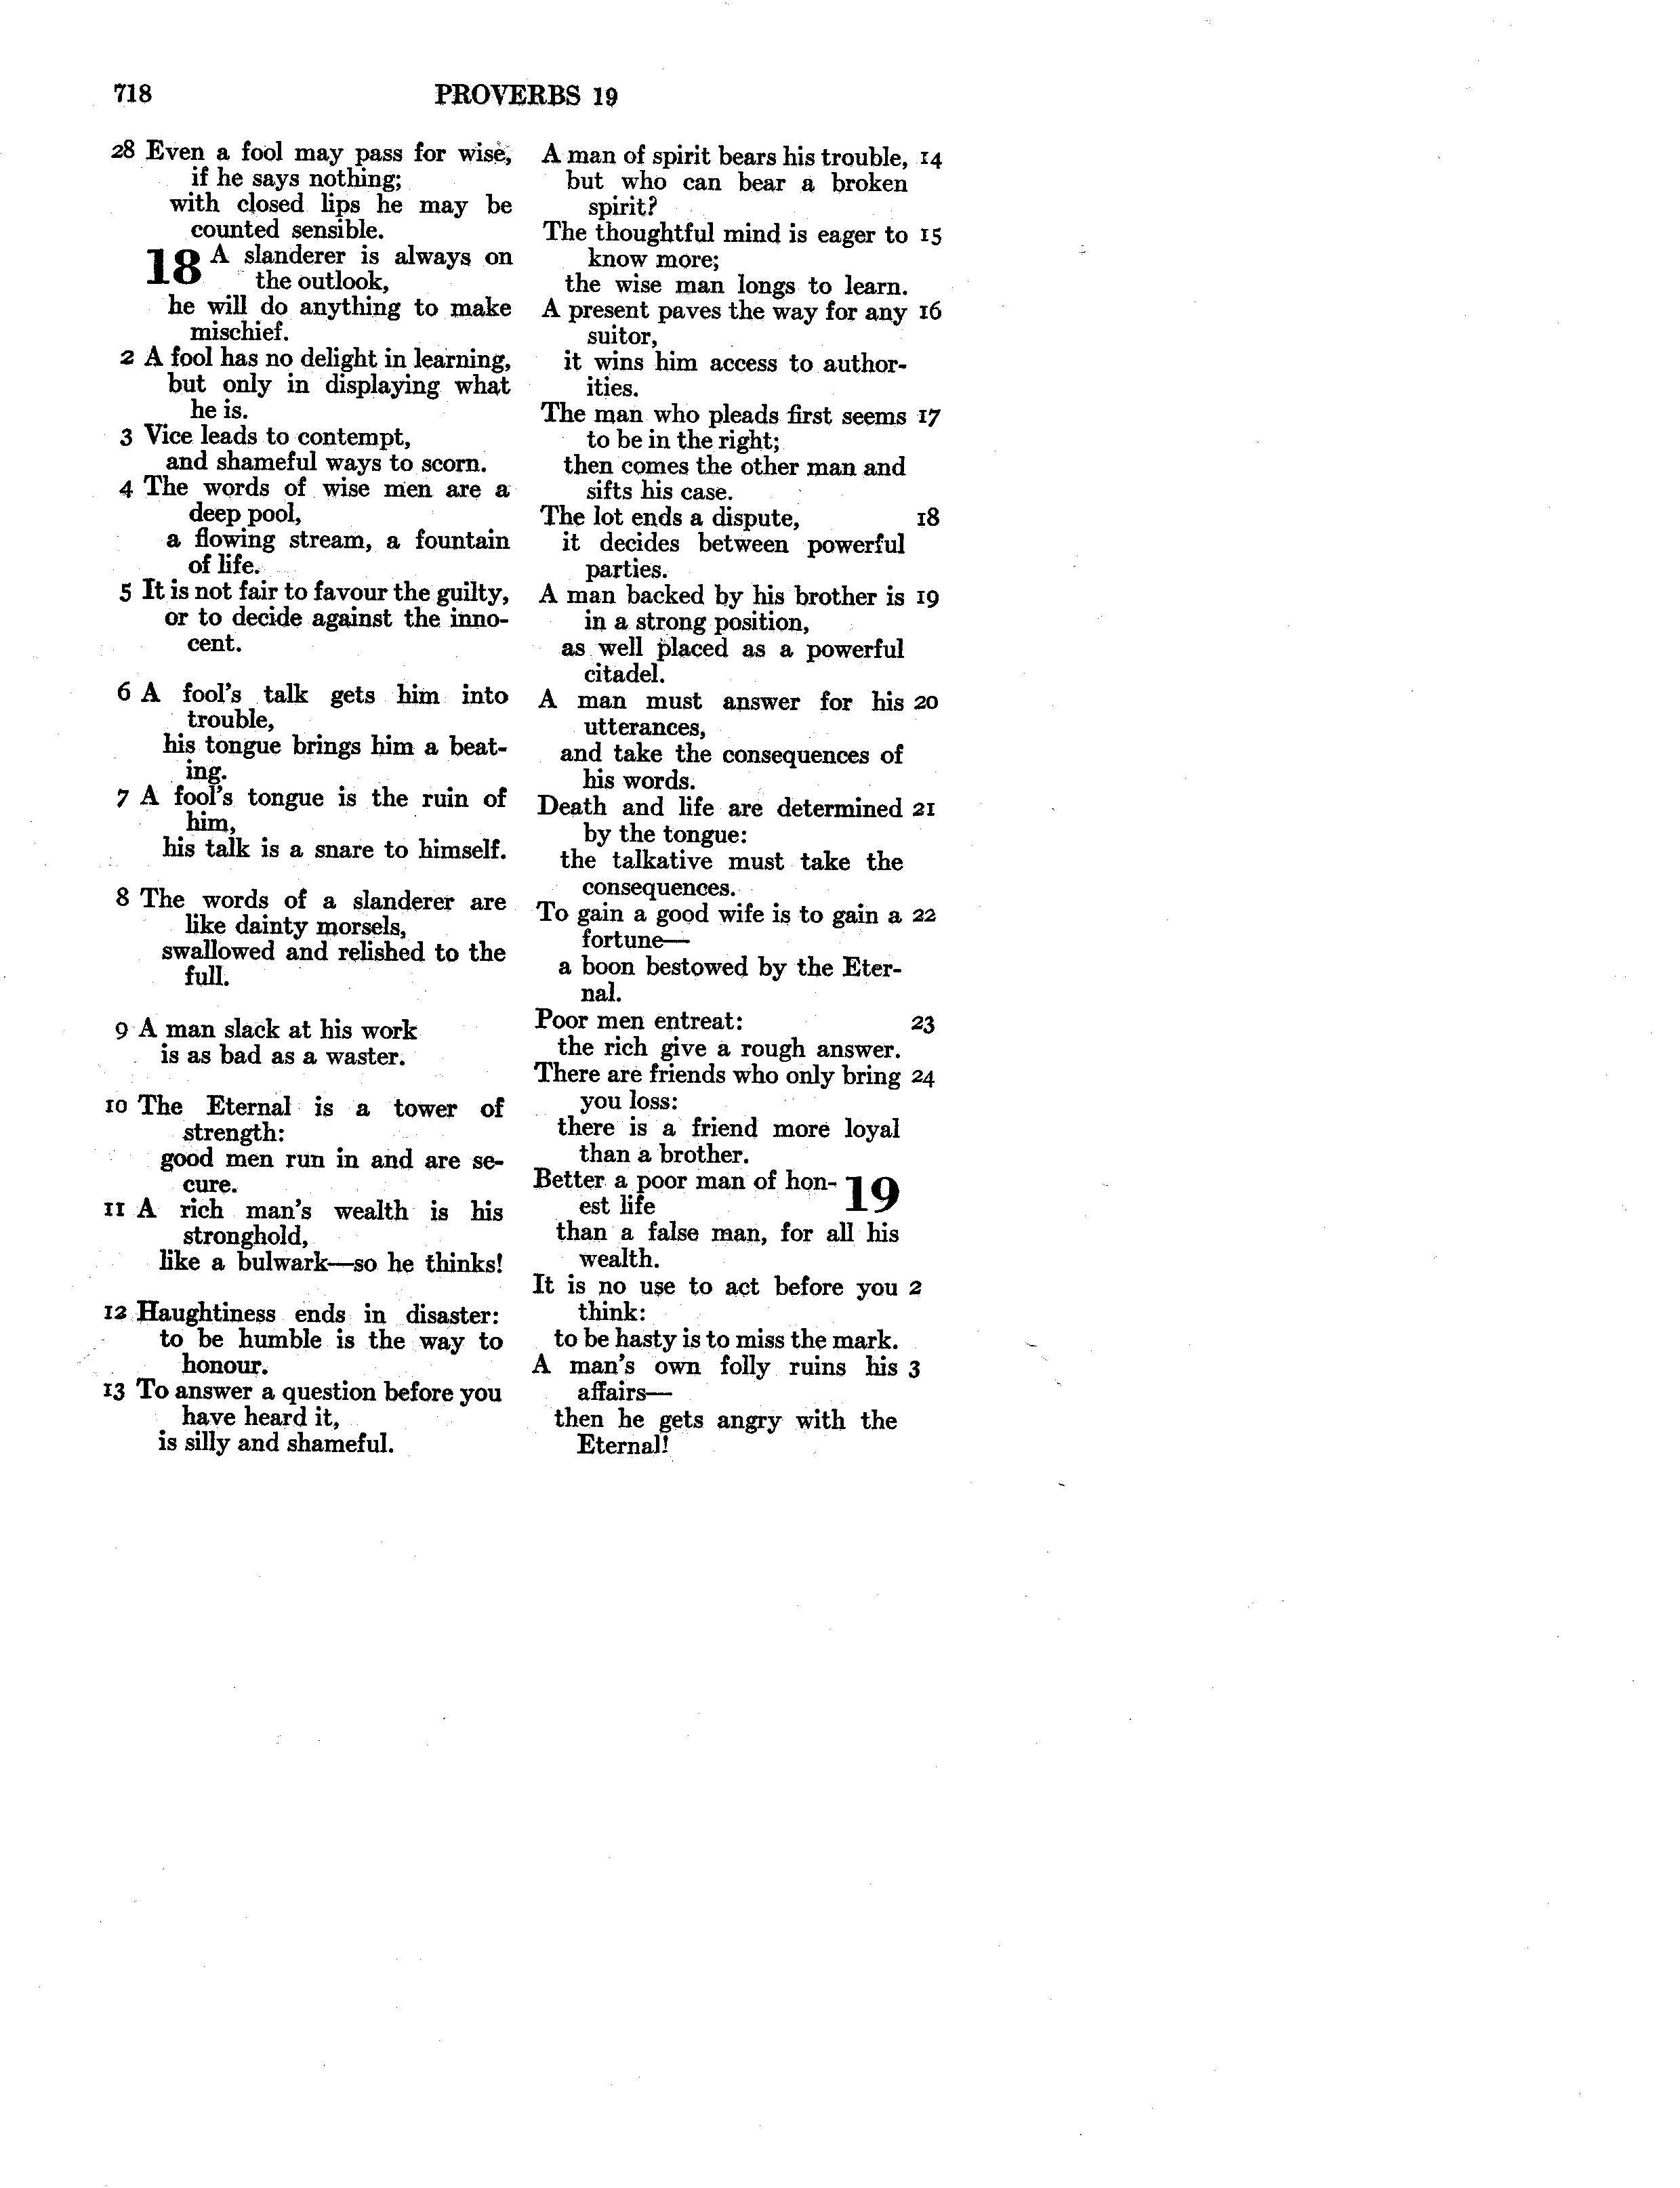 718
PROVERBS 19
28 Even a fool may pass for wise,
if he says nothing;
with closed lips he may be
counted sensible.
18 A slanderer is always on
the outlook,
he will do anything to make
mischief.
2 A fool has no delight in learning,
but only in displaying what
he is.
3 Vice leads to contempt,
and shameful ways to scorn.
4 The words of wise men are a
deep pool,
a flowing stream, a fountain
of life.
5 It is not fair to favour the guilty,
or to decide against the inno-
cent.
6 A fool's talk gets him into
trouble,
his tongue brings him a beat-
ing.
7 A fool's tongue is the ruin of
him,
his talk is a snare to himself.
8 The words of a slanderer are
like dainty morsels,
swallowed and relished to the
full.
9 A man slack at his work
is as bad as a waster.
10 The Eternal is a tower of
strength:
good men run in and are se-
cure.
11 A rich man's wealth is his
stronghold,
like a bulwark—so he thinks!
12 Haughtiness ends in disaster:
to be humble is the way to
honour.
13 To answer a question before you
have heard it,
is silly and shameful.
A man of spirit bears his trouble, 14
but who can bear a broken
spirit?
The thoughtful mind is eager to 15
know more;
the wise man longs to learn.
A present paves the way for any 16
suitor,
it wins him access to author-
ities.
The man who pleads first seems 17
to be in the right;
then comes the other man and
sifts his case.
The lot ends a dispute, 18
it decides between powerful
parties.
A man backed by his brother is 19
in a strong position,
as well placed as a powerful
citadel.
A man must answer for his 20
utterances,
and take the consequences of
his words.
Death and life are determined 21
by the tongue:
the talkative must take the
consequences.
To gain a good wife is to gain a 22
fortune—
a boon bestowed by the Eter-
nal.
Poor men entreat: 23
the rich give a rough answer.
There are friends who only bring 24
you loss:
there is a friend more loyal
than a brother.
Better a poor man of hon- 19
est life
than a false man, for all his
wealth.
It is no use to act before you 2
think:
to be hasty is to miss the mark.
A man's own folly ruins his 3
affairs—
then he gets angry with the
Eternal!